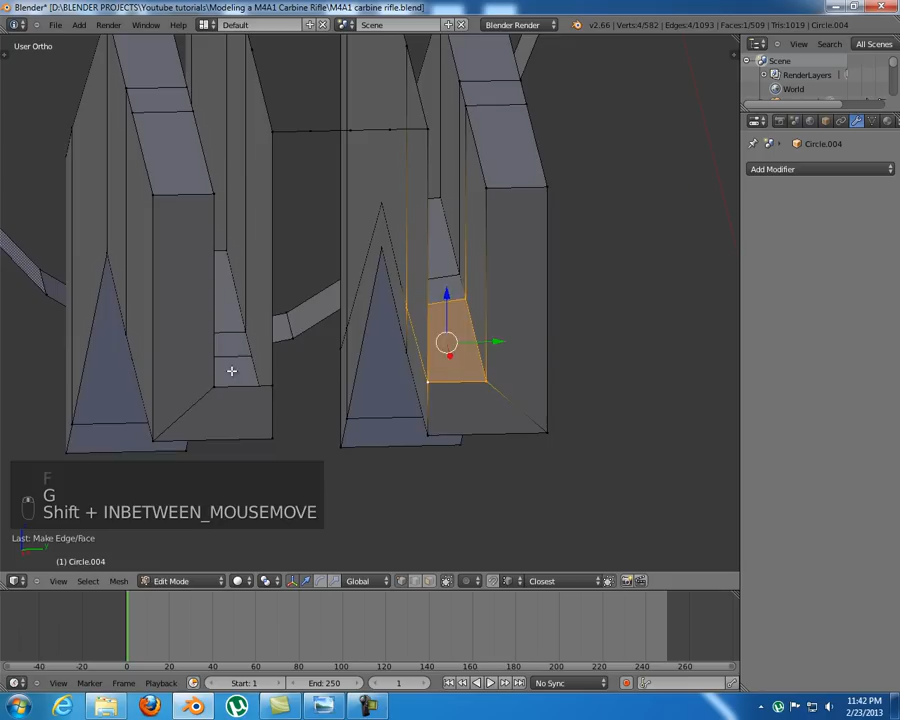 Blender* [D:\BLENDER PROJECTS\Youtube tutorials\Modeling a M4A1 Carbine Rifle\M4A1 carbine rifle.blend]
File Add Render Window Help Default Scene Blender Render v2.66 | Verts:4/582 | Edges:4/1093 | Faces:1/509 | Tris:1019 | Circle.004
View Search All Scenes
User Ortho
Scene
RenderLayers
World
Circle.004
Add Modifier
F
G
Shift + INBETWEEN_MOUSEMOVE
Last: Make Edge/Face
(1) Circle.004
View Select Mesh Edit Mode Global Closest
-40 -20 0 20 40 60 80 100 120 140 160 180 200 220 240 260
View Marker Frame Playback Start: 1 End: 250 1 No Sync
11:42 PM
2/23/2013